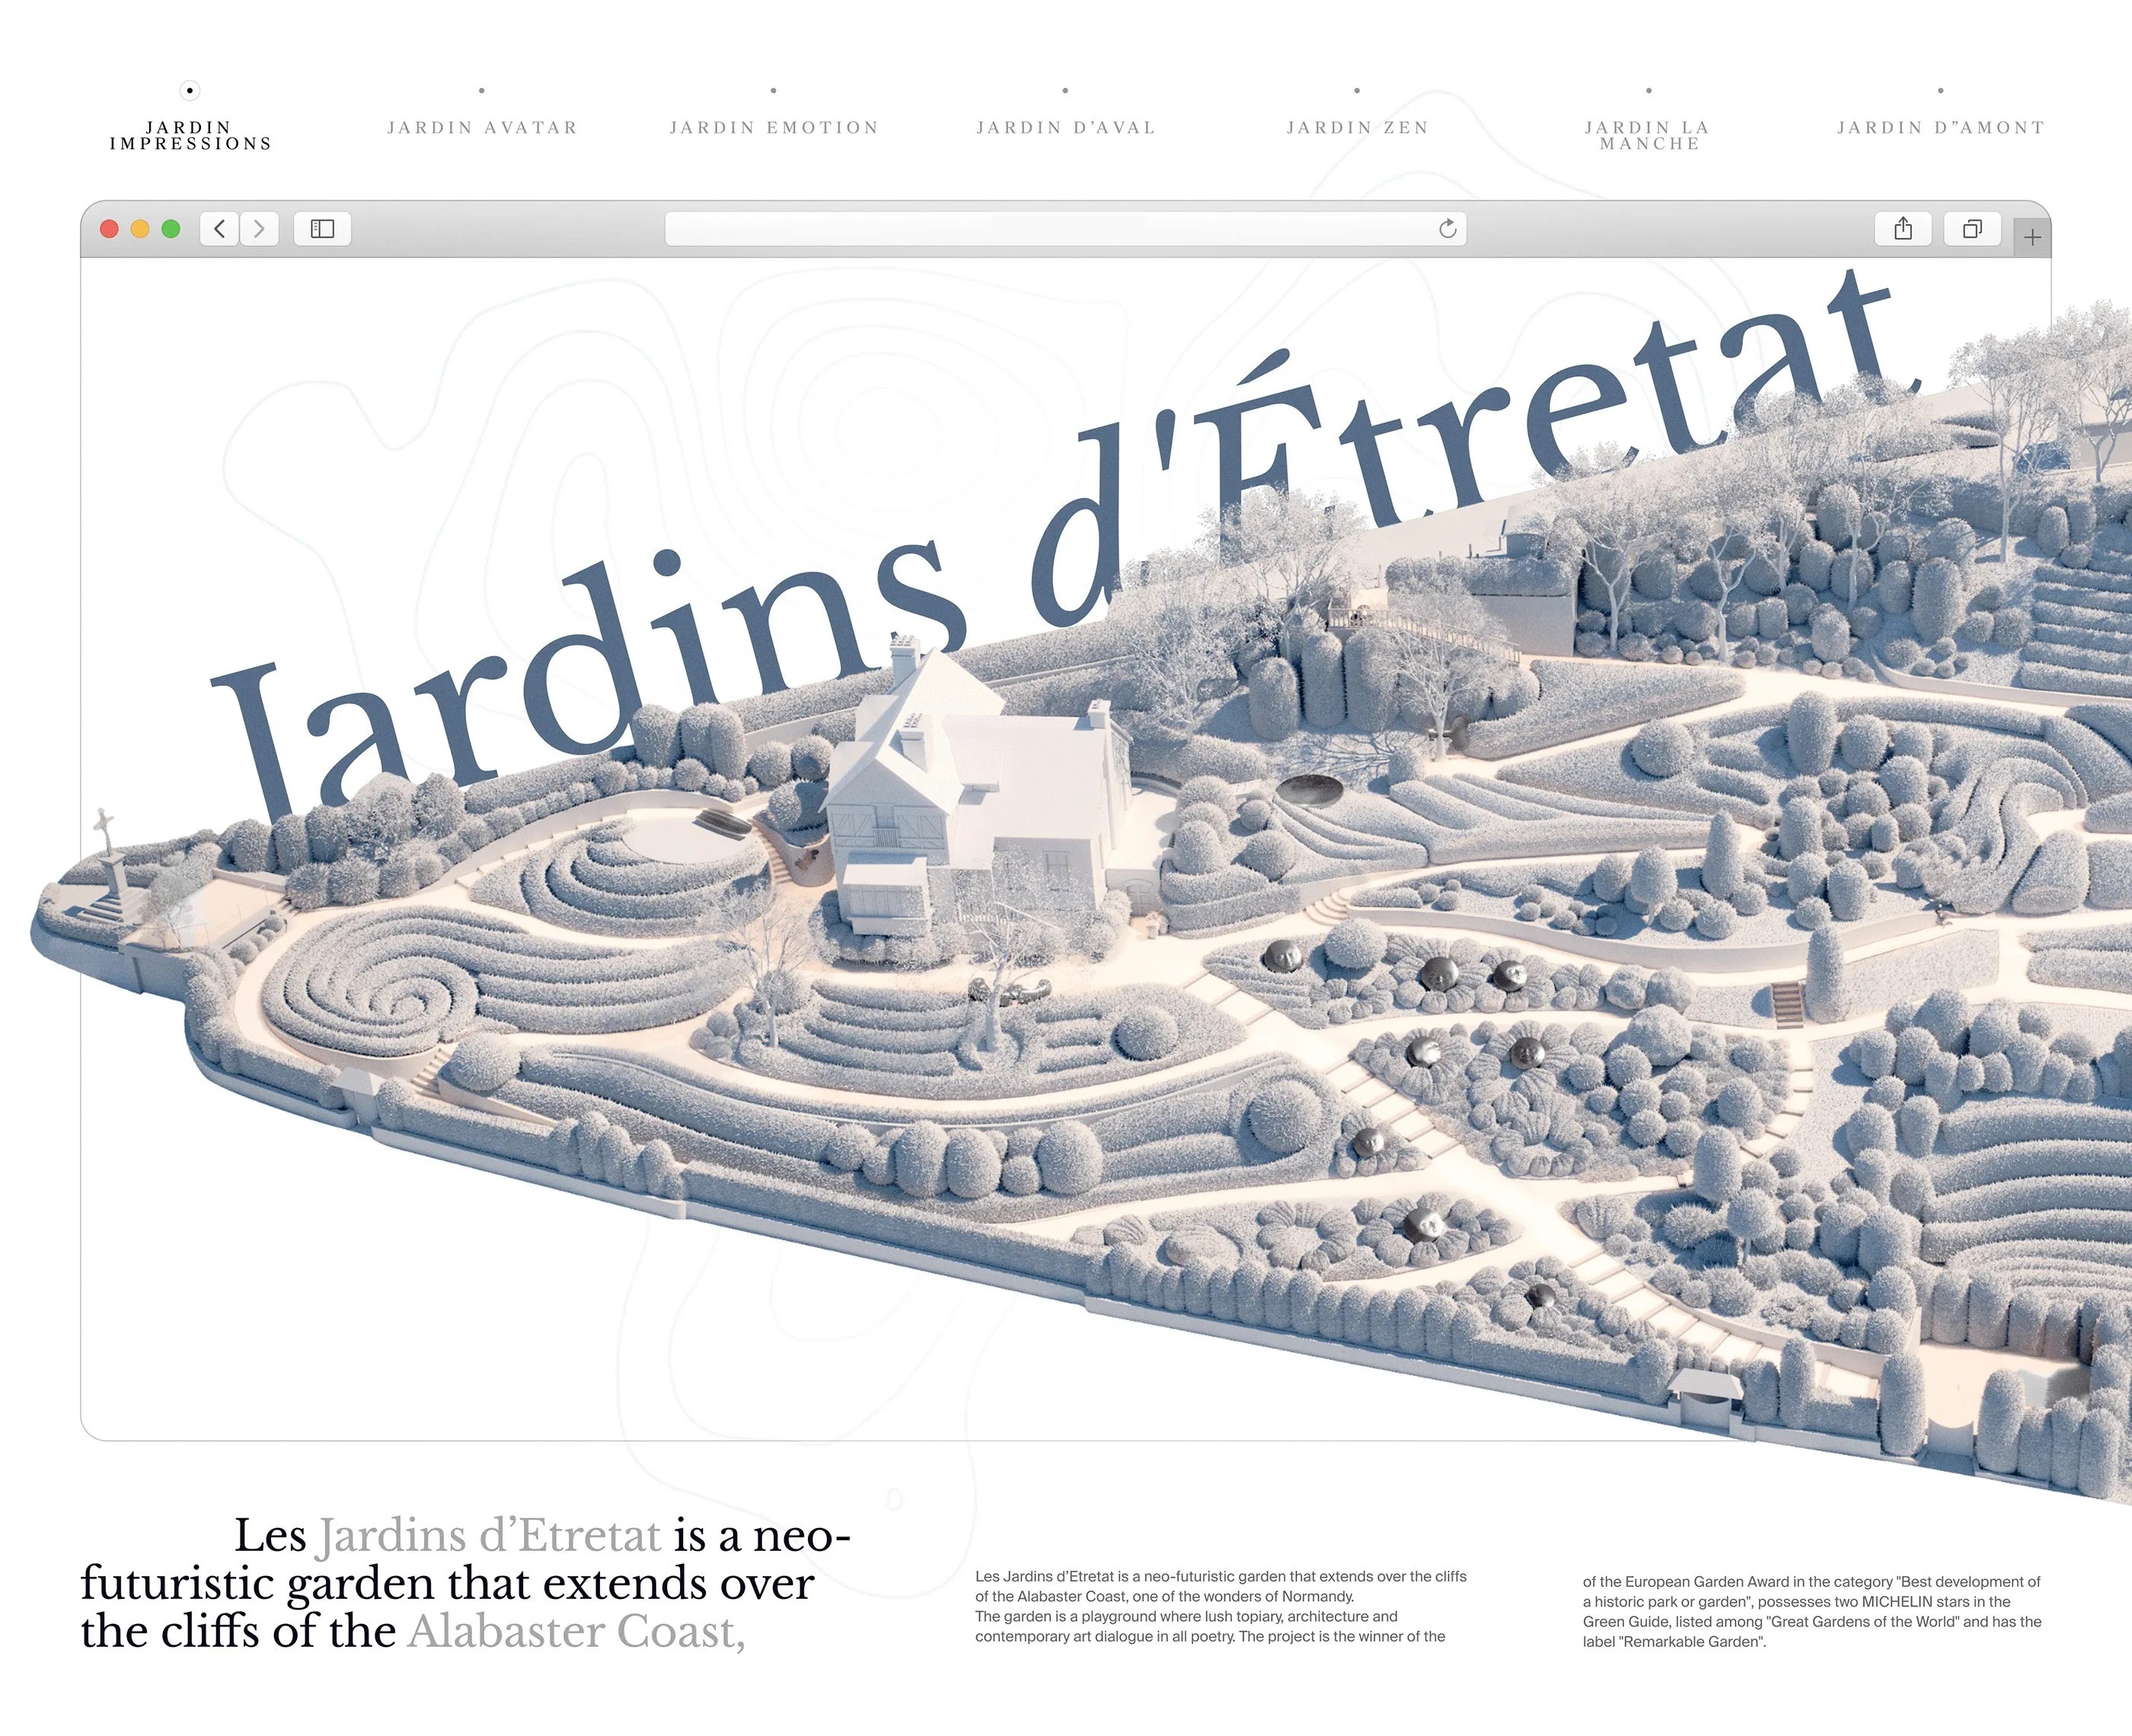 JARDIN
IMPRESSIONS
JARDIN AVATAR
JARDIN EMOTION
JARDIN D’AVAL
JARDIN ZEN
JARDIN LA
MANCHE
JARDIN D”AMONT
Jardins d'Étretat
Les Jardins d’Etretat is a neo-
futuristic garden that extends over
the cliffs of the Alabaster Coast,
Les Jardins d’Etretat is a neo-futuristic garden that extends over the cliffs
of the Alabaster Coast, one of the wonders of Normandy.
The garden is a playground where lush topiary, architecture and
contemporary art dialogue in all poetry. The project is the winner of the
of the European Garden Award in the category "Best development of
a historic park or garden", possesses two MICHELIN stars in the
Green Guide, listed among "Great Gardens of the World" and has the
label "Remarkable Garden".